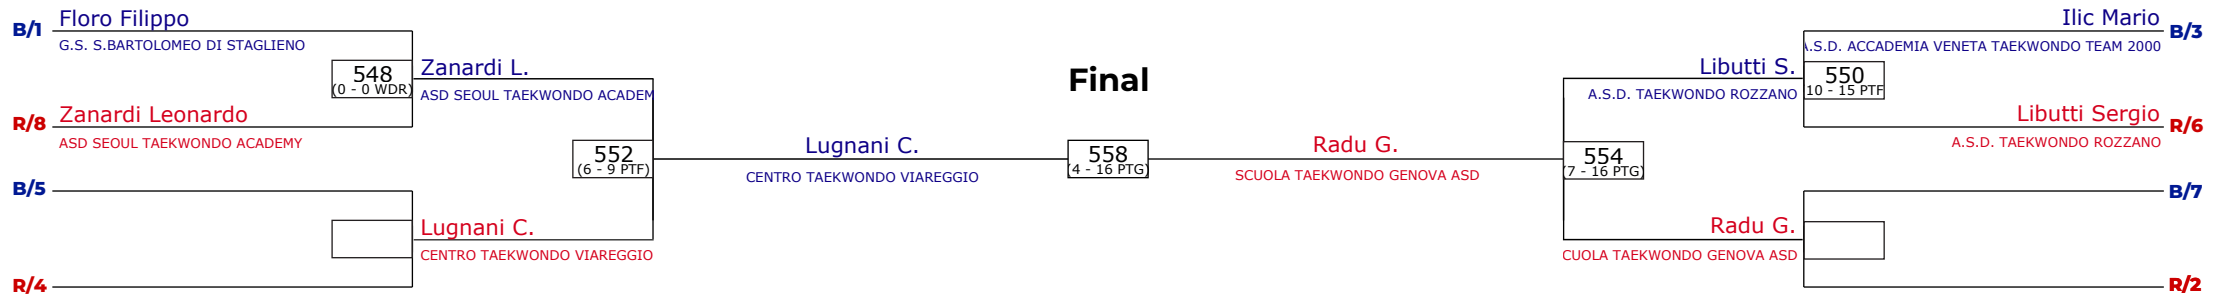 B/1
Floro Filippo
G.S. S.BARTOLOMEO DI STAGLIENO
548
(0 - 0 WDR)
R/8
Zanardi Leonardo
ASD SEOUL TAEKWONDO ACADEMY
Zanardi L.
ASD SEOUL TAEKWONDO ACADEM
552
(6 - 9 PTF)
B/5
R/4
Lugnani C.
CENTRO TAEKWONDO VIAREGGIO
Lugnani C.
CENTRO TAEKWONDO VIAREGGIO
Final
558
(4 - 16 PTG)
Radu G.
SCUOLA TAEKWONDO GENOVA ASD
Libutti S.
A.S.D. TAEKWONDO ROZZANO
554
(7 - 16 PTG)
Radu G.
CUOLA TAEKWONDO GENOVA ASD
Ilic Mario
A.S.D. ACCADEMIA VENETA TAEKWONDO TEAM 2000
B/3
550
10 - 15 PTF
Libutti Sergio
A.S.D. TAEKWONDO ROZZANO
R/6
B/7
R/2